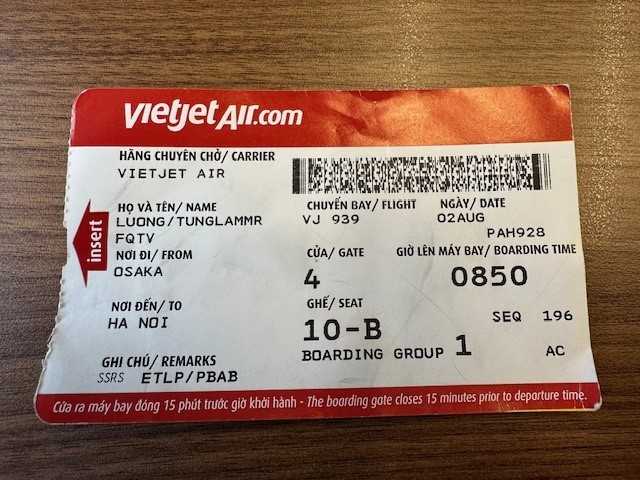 vietjetAir.com
HÃNG CHUYÊN CHỞ/ CARRIER
VIETJET AIR
HỌ VÀ TÊN/ NAME
LUONG/TUNGLAMMR
FQTV
NƠI ĐI/ FROM
OSAKA
NƠI ĐẾN/ TO
HA NOI
GHI CHÚ/ REMARKS
SSRS ETLP/PBAB
insert
CHUYẾN BAY/ FLIGHT NGÀY/ DATE
VJ 939 02AUG
PAH928
CỬA/ GATE GIỜ LÊN MÁY BAY/ BOARDING TIME
4 0850
GHẾ/ SEAT
10-B SEQ 196
BOARDING GROUP 1 AC
Cửa ra máy bay đóng 15 phút trước giờ khởi hành - The boarding gate closes 15 minutes prior to departure time.